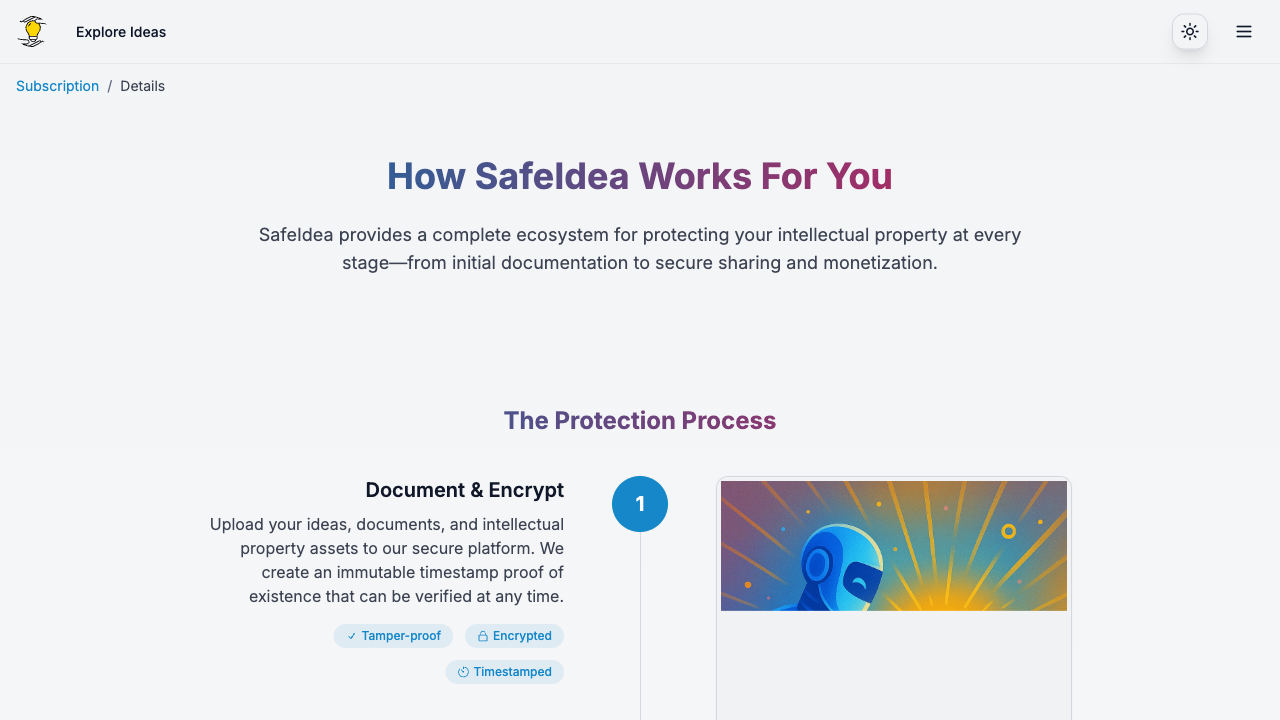 Explore Ideas
Subscription / Details
How SafeIdea Works For You
SafeIdea provides a complete ecosystem for protecting your intellectual property at every
stage—from initial documentation to secure sharing and monetization.
The Protection Process
Document & Encrypt
1
Upload your ideas, documents, and intellectual
property assets to our secure platform. We
create an immutable timestamp proof of
existence that can be verified at any time.
Tamper-proof
Encrypted
Timestamped